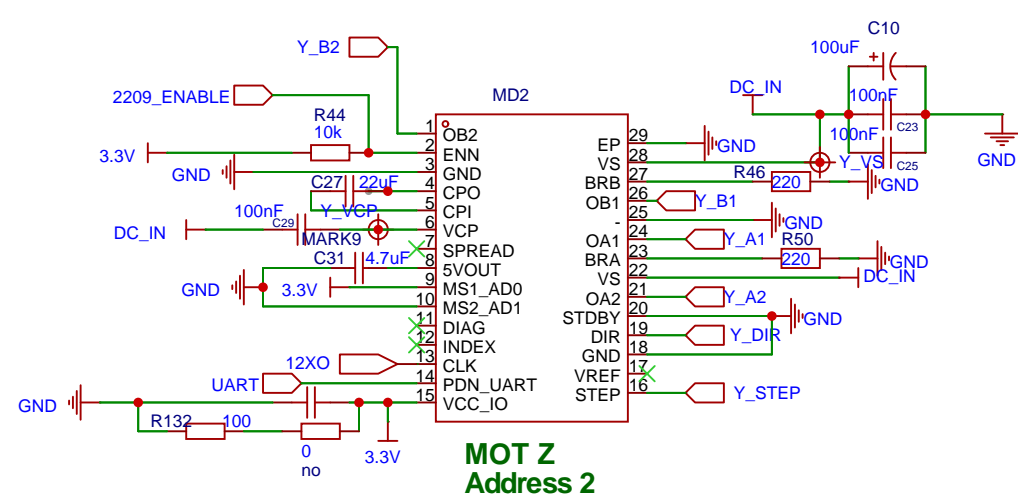 C10
100uF
+
Y_B2
DC_IN
2209_ENABLE
MD2
100nF
C23
R44
10k
100nF
C25
GND
3.3V
GND
Y_VS
C27
22uF
R46
220
GND
100nF
Y_VCP
C29
DC_IN
MARK9
C31
4.7uF
GND
3.3V
1
2
3
4
5
6
7
8
9
10
11
12
13
14
15
OB2
ENN
GND
CPO
CPI
VCP
SPREAD
5VOUT
MS1_AD0
MS2_AD1
DIAG
INDEX
CLK
PDN_UART
VCC_IO
EP
VS
BRB
OB1
-
OA1
BRA
VS
OA2
STDBY
DIR
GND
VREF
STEP
29
28
27
26
25
24
23
22
21
20
19
18
17
16
GND
Y_B1
GND
Y_A1
R50
220
GND
DC_IN
Y_A2
GND
Y_DIR
Y_STEP
12XO
UART
GND
R132
100
0
no
3.3V
MOT Z
Address 2